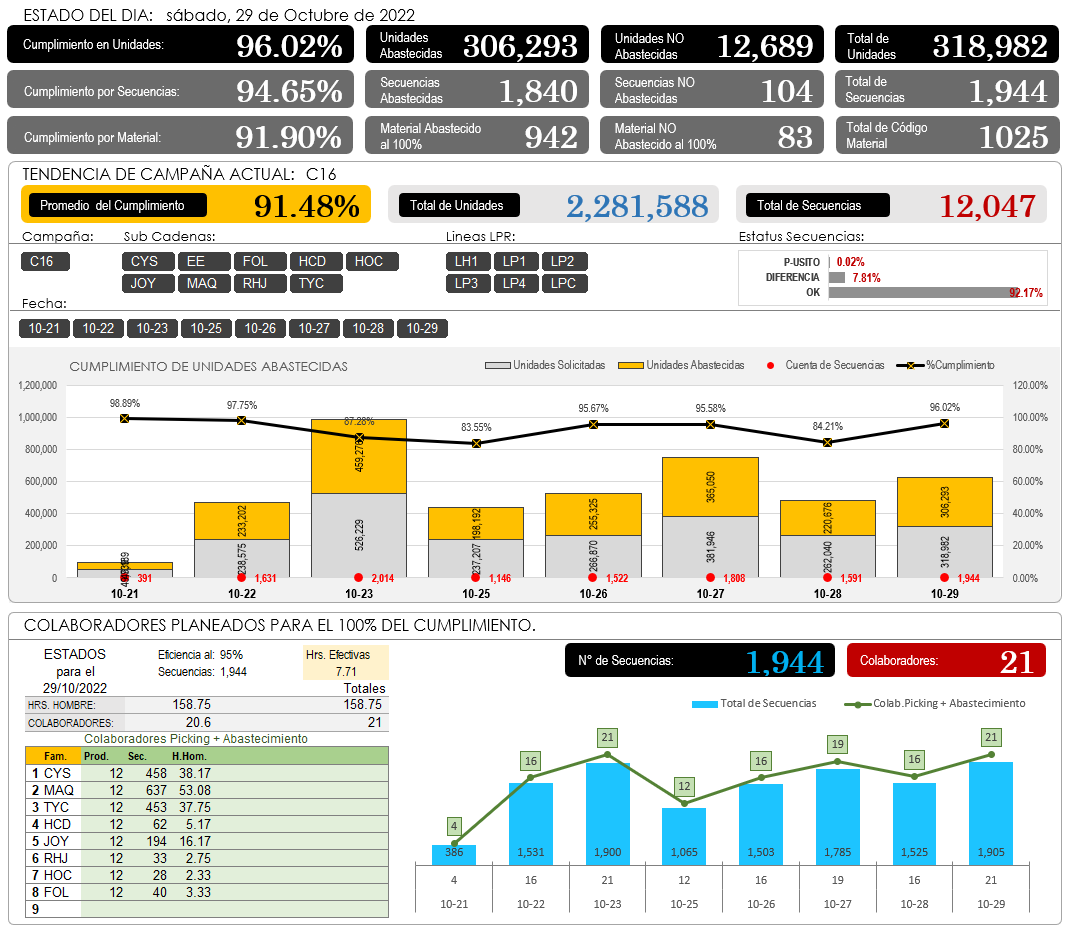 ESTADO DEL DIA: sábado, 29 de Octubre de 2022
Cumplimiento en Unidades: 96.02% Unidades Abastecidas 306,293 Unidades NO Abastecidas 12,689 Total de Unidades 318,982
Cumplimiento por Secuencias: 94.65% Secuencias Abastecidas 1,840 Secuencias NO Abastecidas 104 Total de Secuencias 1,944
Cumplimiento por Material: 91.90% Material Abastecido al 100% 942 Material NO Abastecido al 100% 83 Total de Código Material 1025
TENDENCIA DE CAMPAÑA ACTUAL: C16
Promedio del Cumplimiento 91.48% Total de Unidades 2,281,588 Total de Secuencias 12,047
Campaña: Sub Cadenas: Lineas LPR: Estatus Secuencias:
C16 CYS EE FOL HCD HOC LH1 LP1 LP2
JOY MAQ RHJ TYC LP3 LP4 LPC
P-USITO 0.02%
DIFERENCIA 7.81%
OK 92.17%
Fecha:
10-21 10-22 10-23 10-25 10-26 10-27 10-28 10-29
CUMPLIMIENTO DE UNIDADES ABASTECIDAS
Unidades Solicitadas Unidades Abastecidas Cuenta de Secuencias %Cumplimiento
1,200,000 120.00%
1,000,000 100.00%
800,000 80.00%
600,000 60.00%
400,000 40.00%
200,000 20.00%
0 0.00%
98.89% 97.75% 87.28% 83.55% 95.67% 95.58% 84.21% 96.02%
233,202 459,276 198,192 255,325 365,050 220,676 306,293
238,575 526,229 237,207 266,870 381,946 262,040 318,982
391 1,631 2,014 1,146 1,522 1,808 1,591 1,944
10-21 10-22 10-23 10-25 10-26 10-27 10-28 10-29
COLABORADORES PLANEADOS PARA EL 100% DEL CUMPLIMIENTO.
ESTADOS para el 29/10/2022
Eficiencia al: 95%
Secuencias: 1,944
Hrs. Efectivas
7.71
Totales
HRS. HOMBRE: 158.75 158.75
COLABORADORES: 20.6 21
Colaboradores Picking + Abastecimiento
Fam. Prod. Sec. H.Hom.
1 CYS 12 458 38.17
2 MAQ 12 637 53.08
3 TYC 12 453 37.75
4 HCD 12 62 5.17
5 JOY 12 194 16.17
6 RHJ 12 33 2.75
7 HOC 12 28 2.33
8 FOL 12 40 3.33
9
N° de Secuencias: 1,944 Colaboradores: 21
Total de Secuencias Colab.Picking + Abastecimiento
4 16 21 12 16 19 16 21
386 1,531 1,900 1,065 1,503 1,785 1,525 1,905
4 16 21 12 16 19 16 21
10-21 10-22 10-23 10-25 10-26 10-27 10-28 10-29